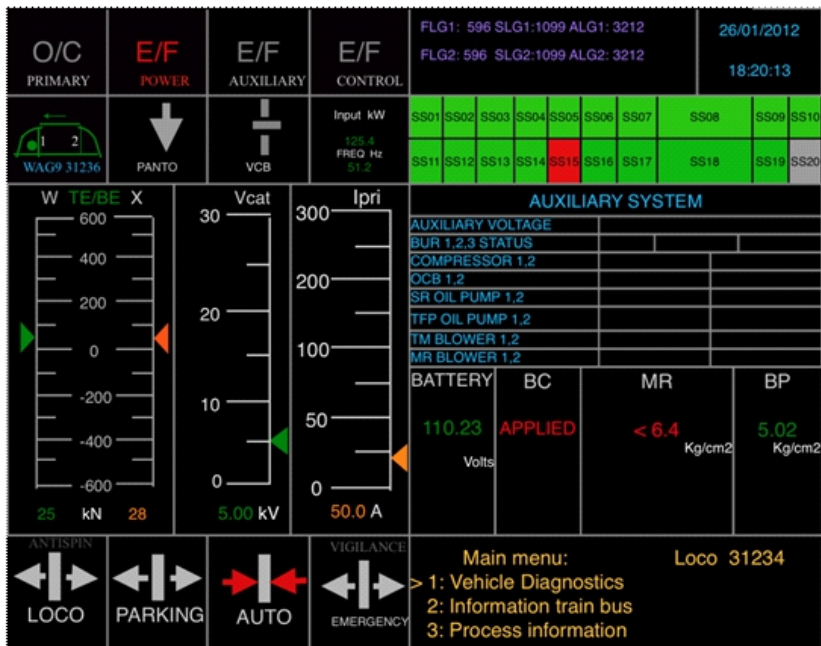 O/C
PRIMARY
E/F
POWER
E/F
AUXILIARY
E/F
CONTROL
FLG1: 596 SLG1:1099 ALG1: 3212
FLG2: 596 SLG2:1099 ALG2: 3212
26/01/2012
18:20:13
1 2
WAG9 31236
PANTO
VCB
Input kW
125.4
FREQ Hz
51.2
SS01 SS02 SS03 SS04 SS05 SS06 SS07 SS08 SS09 SS10
SS11 SS12 SS13 SS14 SS15 SS16 SS17 SS18 SS19 SS20
W TE/BE X
600
400
200
0
-200
-400
-600
25 kN 28
Vcat
30
20
10
0
5.00 kV
Ipri
300
200
100
50
0
50.0 A
AUXILIARY SYSTEM
AUXILIARY VOLTAGE
BUR 1,2,3 STATUS
COMPRESSOR 1,2
OCB 1,2
SR OIL PUMP 1,2
TFP OIL PUMP 1,2
TM BLOWER 1,2
MR BLOWER 1,2
BATTERY
110.23
Volts
BC
APPLIED
MR
< 6.4
Kg/cm2
BP
5.02
Kg/cm2
ANTISPIN
LOCO
PARKING
AUTO
VIGILANCE
EMERGENCY
Main menu: Loco 31234
> 1: Vehicle Diagnostics
2: Information train bus
3: Process information